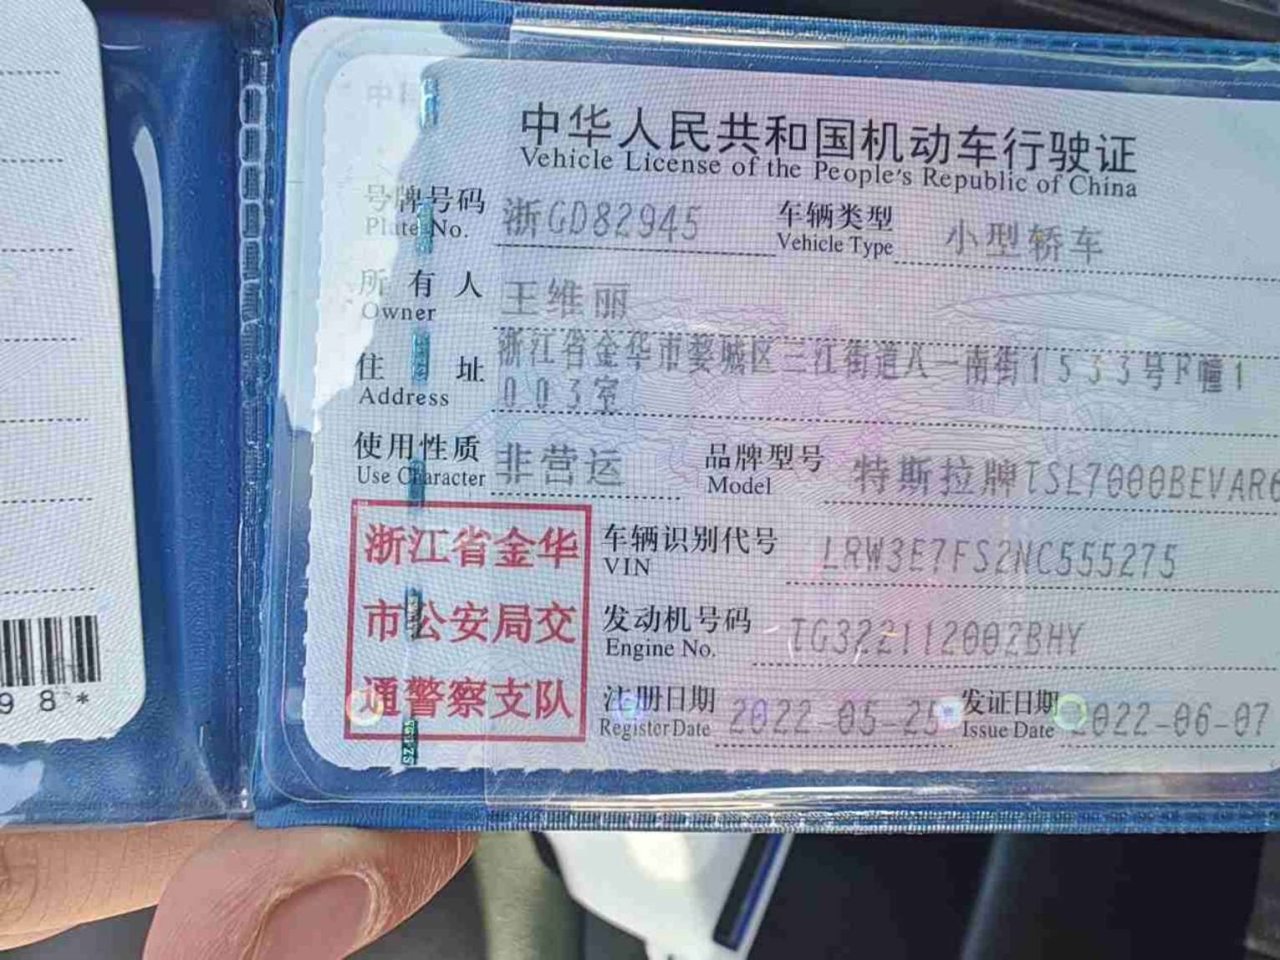 中华人民共和国机动车行驶证
Vehicle License of the People's Republic of China
号牌号码 浙GD82945 车辆类型 小型轿车
Plate No. Vehicle Type
所有人 王维丽
Owner
住址 浙江省金华市婺城区三江街道八一南街1533号F幢1
Address 003室
使用性质 非营运 品牌型号 特斯拉牌TSL7000BEVAR
Use Character Model
浙江省金华
市公安局交
通警察支队
车辆识别代号 LRW3E7FS2NC555275
VIN
发动机号码 TG322112002BHY
Engine No.
注册日期 2022-05-25 发证日期 2022-06-07
Register Date Issue Date
98*